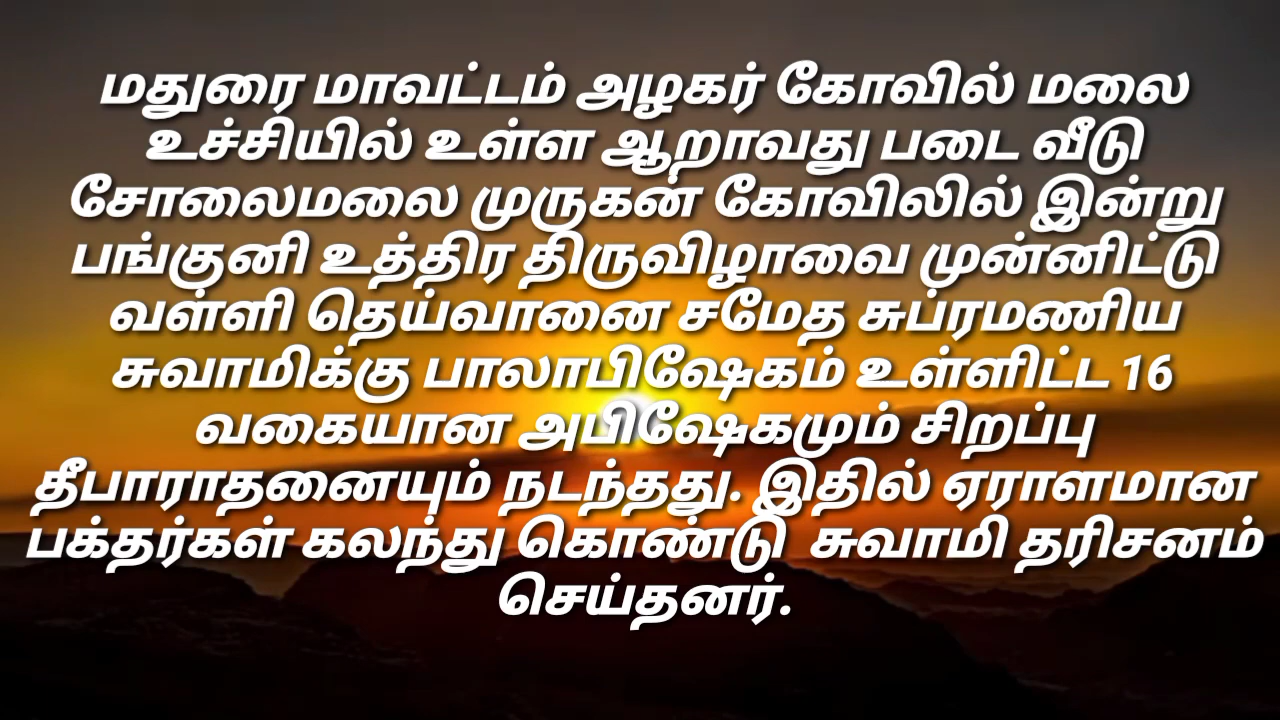 மதுரை மாவட்டம் அழகர் கோவில் மலை
உச்சியில் உள்ள ஆறாவது படை வீடு
சோலைமலை முருகன் கோவிலில் இன்று
பங்குனி உத்திர திருவிழாவை முன்னிட்டு
வள்ளி தெய்வானை சமேத சுப்ரமணிய
சுவாமிக்கு பாலாபிஷேகம் உள்ளிட்ட 16
வகையான அபிஷேகமும் சிறப்பு
தீபாராதனையும் நடந்தது. இதில் ஏராளமான
பக்தர்கள் கலந்து கொண்டு சுவாமி தரிசனம்
செய்தனர்.